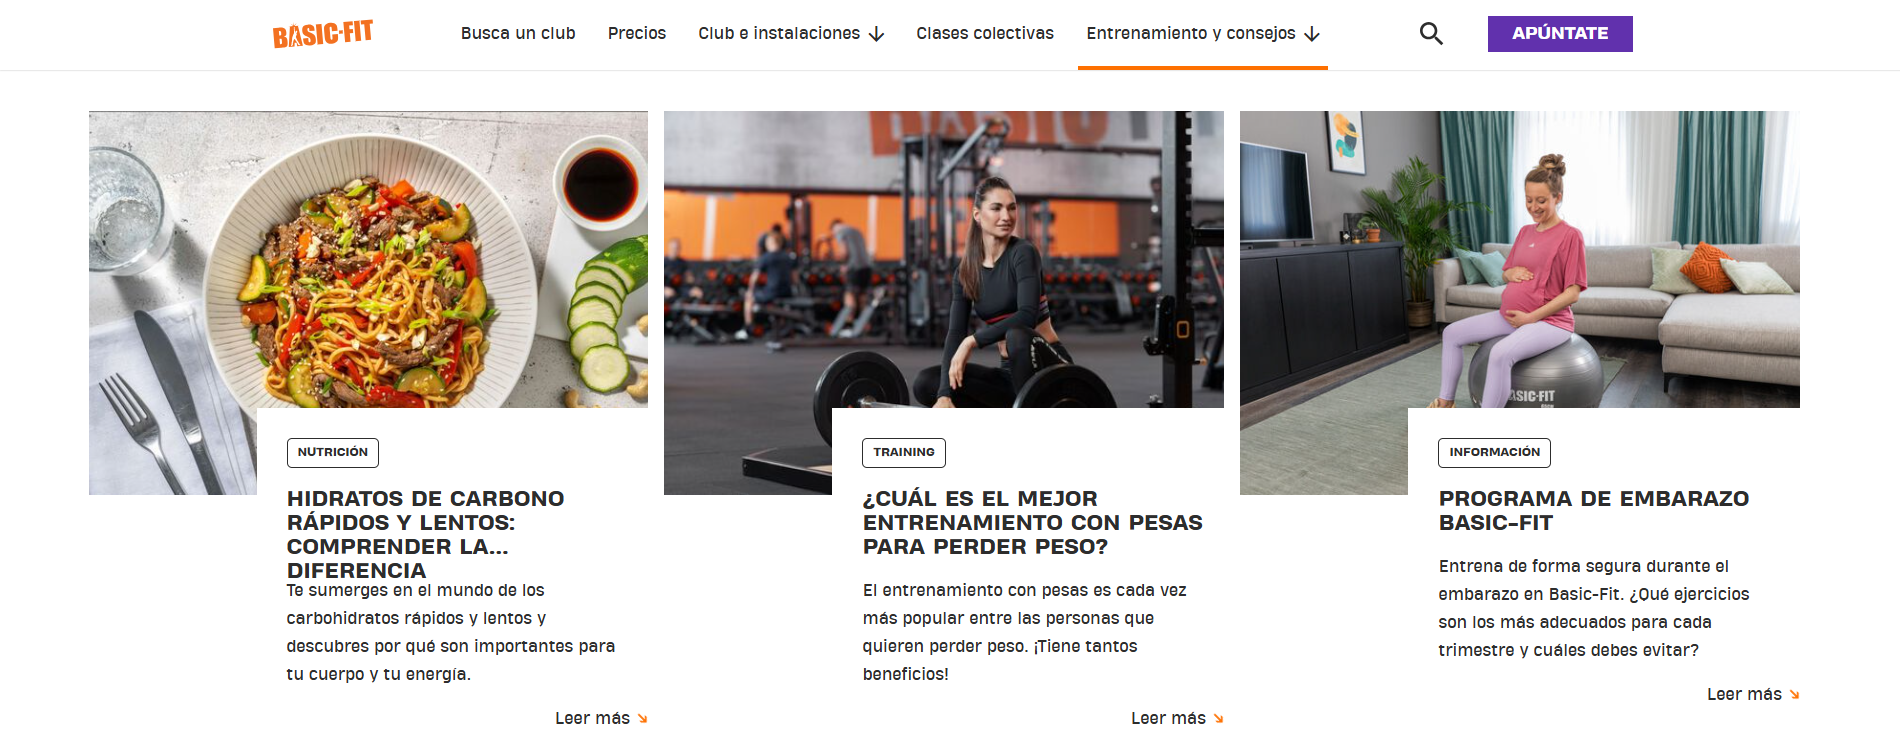 BASIC-FIT
Busca un club
Precios
Club e instalaciones
Clases colectivas
Entrenamiento y consejos
APÚNTATE
BASIC FIT
NUTRICIÓN
HIDRATOS DE CARBONO
RÁPIDOS Y LENTOS:
COMPRENDER LA...
DIFERENCIA
Te sumerges en el mundo de los
carbohidratos rápidos y lentos y
descubres por qué son importantes para
tu cuerpo y tu energía.
Leer más
TRAINING
¿CUÁL ES EL MEJOR
ENTRENAMIENTO CON PESAS
PARA PERDER PESO?
El entrenamiento con pesas es cada vez
más popular entre las personas que
quieren perder peso. ¡Tiene tantos
beneficios!
Leer más
BASIC-FIT
INFORMACIÓN
PROGRAMA DE EMBARAZO
BASIC-FIT
Entrena de forma segura durante el
embarazo en Basic-Fit. ¿Qué ejercicios
son los más adecuados para cada
trimestre y cuáles debes evitar?
Leer más